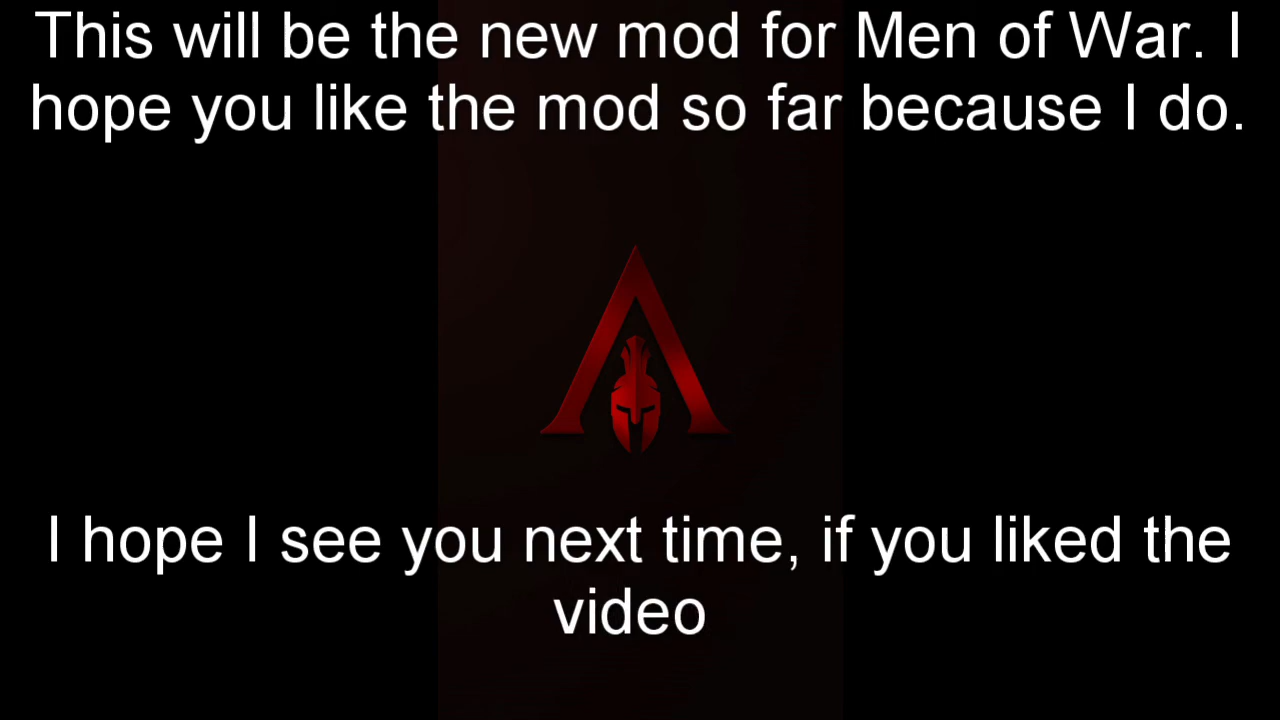 This will be the new mod for Men of War. I
hope you like the mod so far because I do.
I hope I see you next time, if you liked the
video